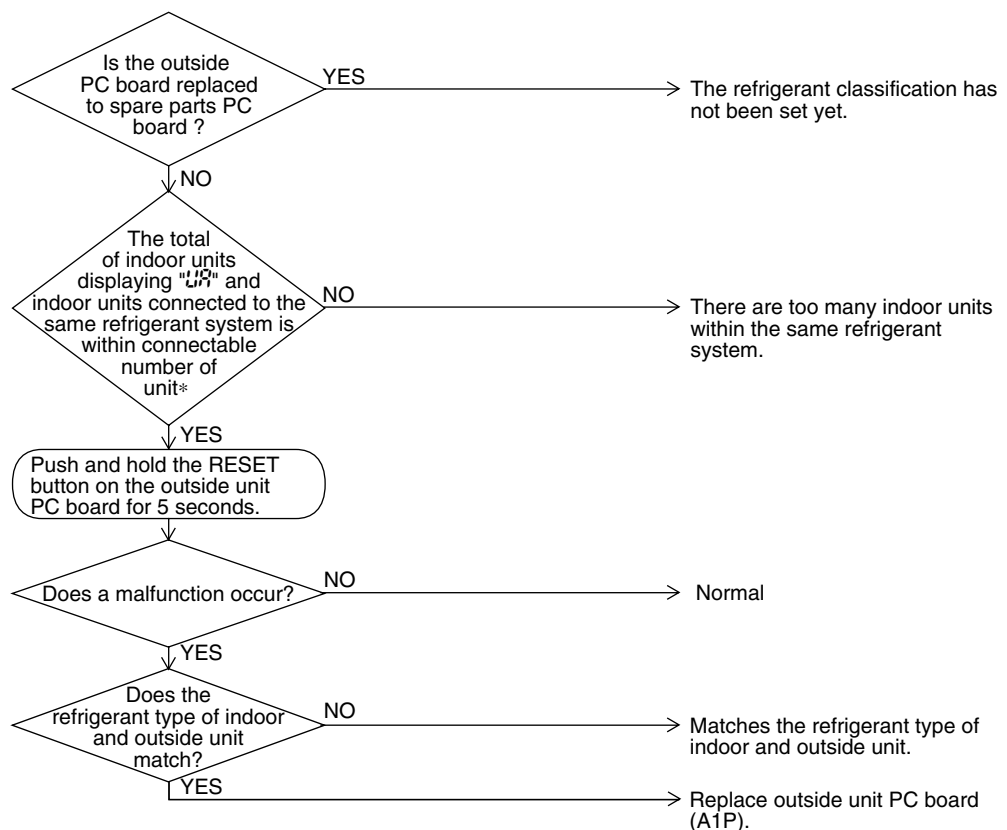 Is the outside
PC board replaced
to spare parts PC
board ?
YES
The refrigerant classification has
not been set yet.
NO
The total
of indoor units
displaying "UA" and
indoor units connected to the
same refrigerant system is
within connectable
number of
unit*
NO
There are too many indoor units
within the same refrigerant
system.
YES
Push and hold the RESET
button on the outside unit
PC board for 5 seconds.
Does a malfunction occur?
NO
Normal
YES
Does the
refrigerant type of indoor
and outside unit
match?
NO
Matches the refrigerant type of
indoor and outside unit.
YES
Replace outside unit PC board
(A1P).